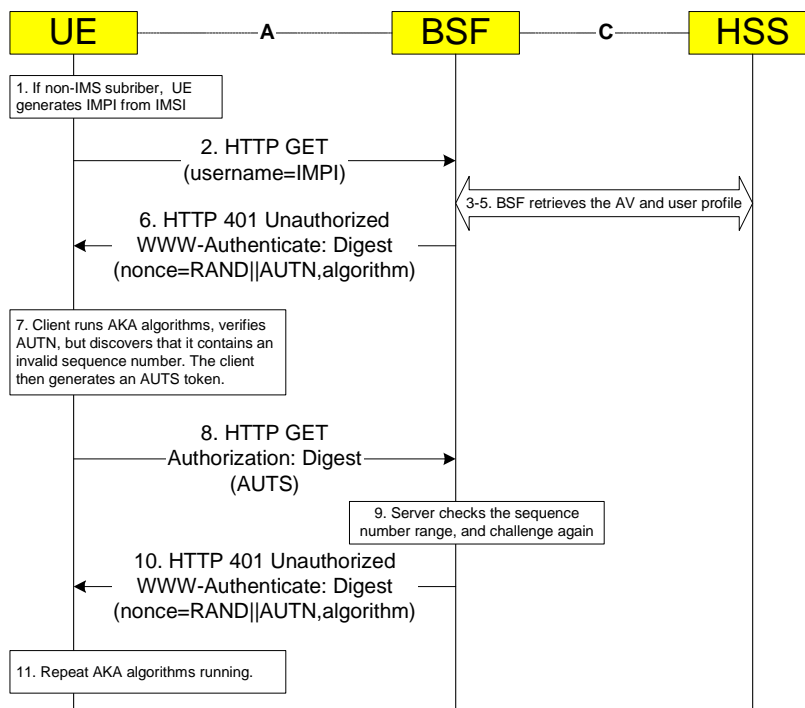 UE
A
BSF
C
HSS
1. If non-IMS subriber, UE
generates IMPI from IMSI
2. HTTP GET
(username=IMPI)
3-5. BSF retrieves the AV and user profile
6. HTTP 401 Unauthorized
WWW-Authenticate: Digest
(nonce=RAND||AUTN,algorithm)
7. Client runs AKA algorithms, verifies
AUTN, but discovers that it contains an
invalid sequence number. The client
then generates an AUTS token.
8. HTTP GET
Authorization: Digest
(AUTS)
9. Server checks the sequence
number range, and challenge again
10. HTTP 401 Unauthorized
WWW-Authenticate: Digest
(nonce=RAND||AUTN,algorithm)
11. Repeat AKA algorithms running.